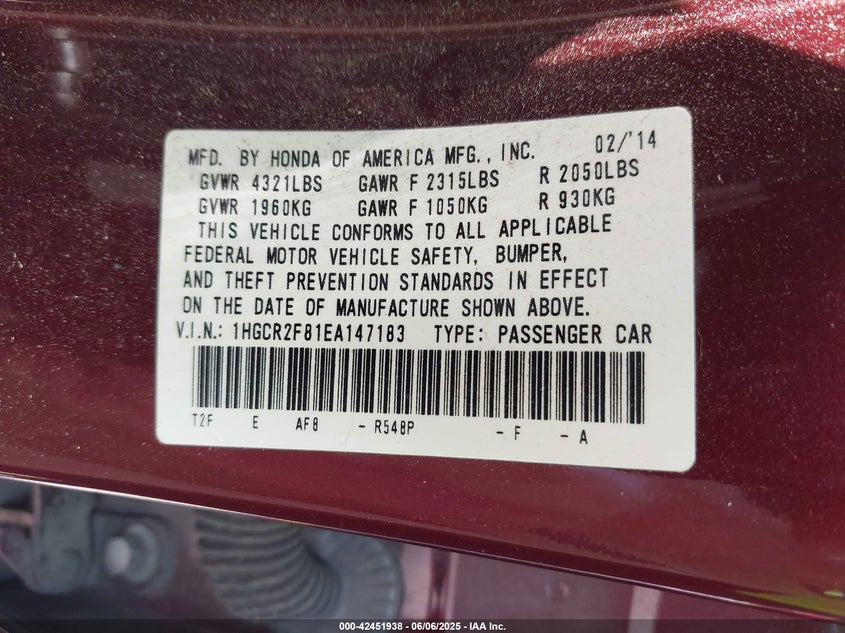 MFD. BY HONDA OF AMERICA MFG., INC. 02/'14
GVWR 4321LBS GAWR F 2315LBS R 2050LBS
GVWR 1960KG GAWR F 1050KG R 930KG
THIS VEHICLE CONFORMS TO ALL APPLICABLE
FEDERAL MOTOR VEHICLE SAFETY, BUMPER,
AND THEFT PREVENTION STANDARDS IN EFFECT
ON THE DATE OF MANUFACTURE SHOWN ABOVE.
V.I.N.: 1HGCR2F81EA147183 TYPE: PASSENGER CAR
T2F E AF8 - R548P - F - A
000-42451938 - 06/06/2025 - IAA Inc.